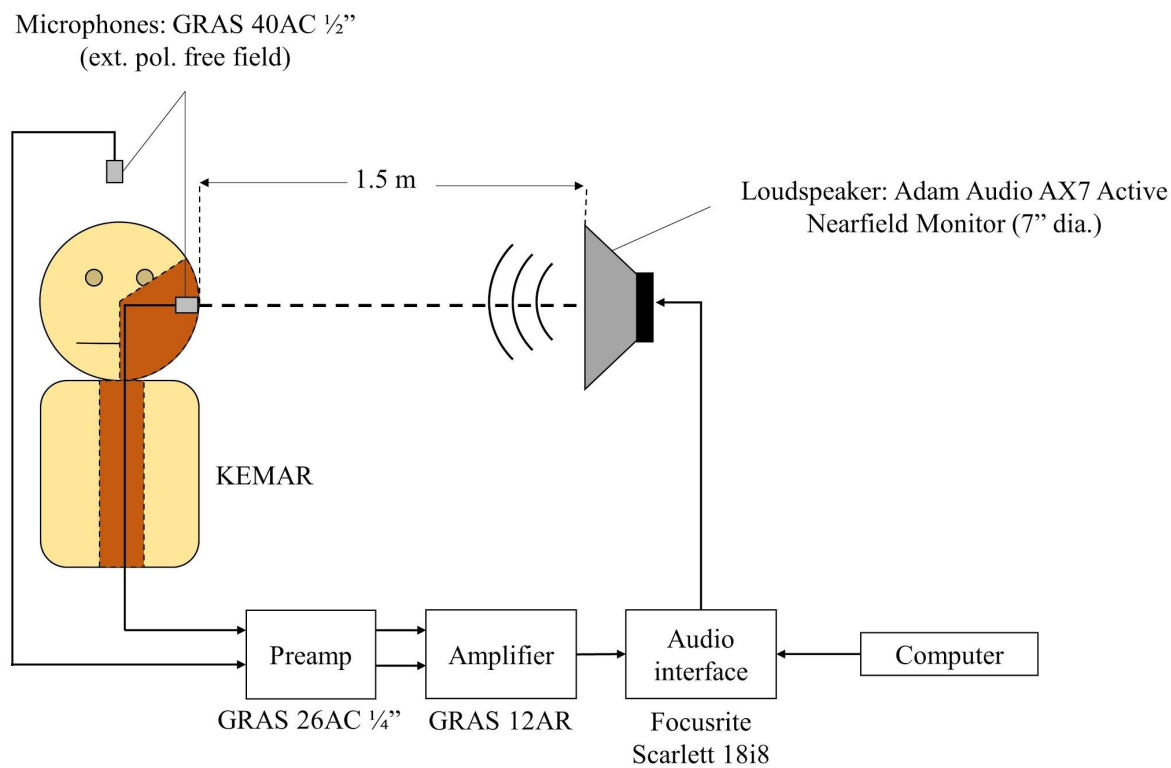 Microphones: GRAS 40AC ½”
(ext. pol. free field)
1.5 m
Loudspeaker: Adam Audio AX7 Active
Nearfield Monitor (7” dia.)
KEMAR
Preamp
Amplifier
Audio
interface
Computer
GRAS 26AC ¼”
GRAS 12AR
Focusrite
Scarlett 18i8